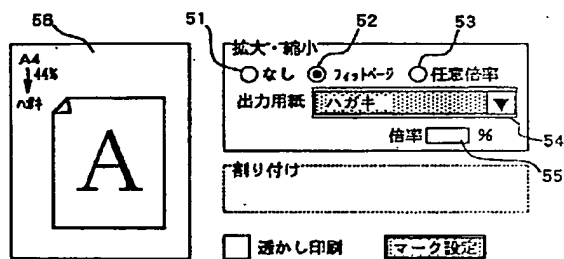 58
A4
44%
ハガキ
A
51
52
53
拡大・縮小
なし フィットページ 任意倍率
出力用紙 ハガキ
54
倍率 %
55
割り付け
透かし印刷 マーク設定